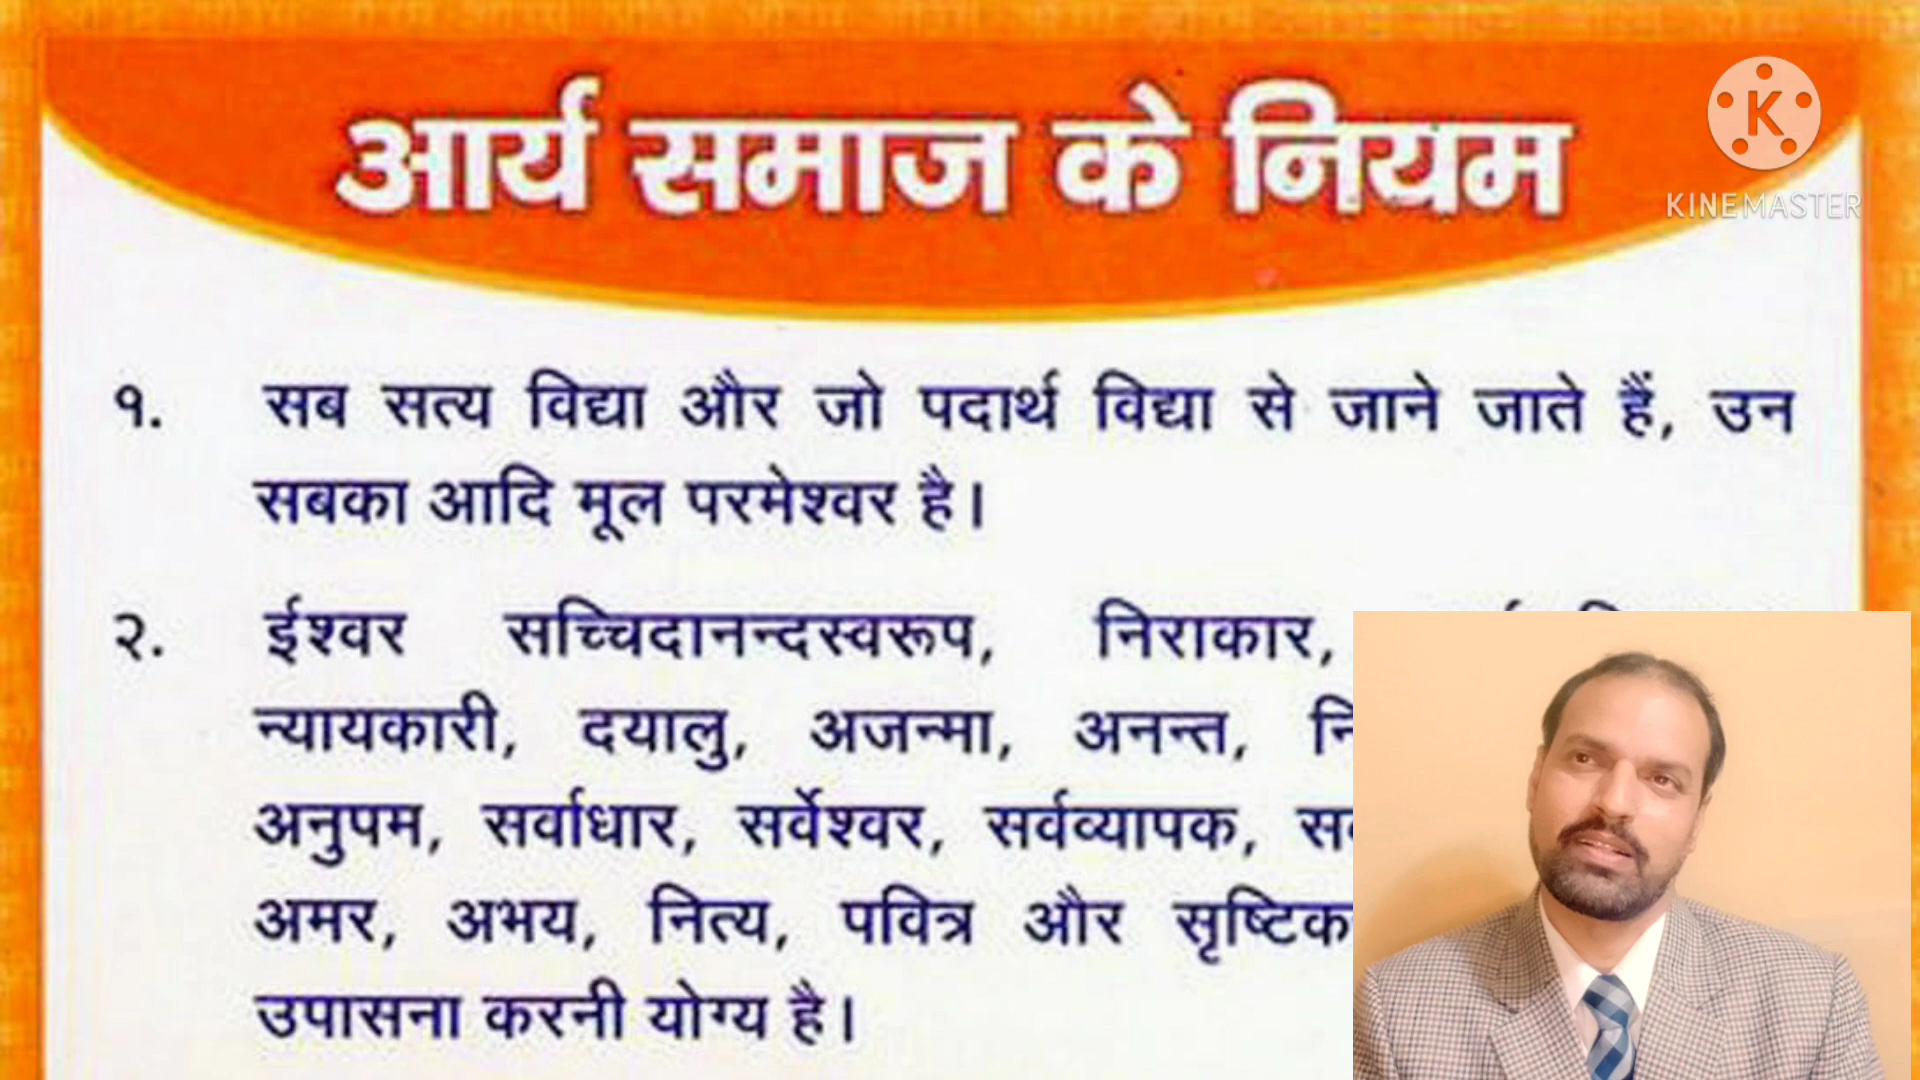 आर्य समाज के नियम
K
KINEMASTER
१. सब सत्य विद्या और जो पदार्थ विद्या से जाने जाते हैं, उन
सबका आदि मूल परमेश्वर है।
२. ईश्वर सच्चिदानन्दस्वरूप, निराकार,
न्यायकारी, दयालु, अजन्मा, अनन्त,
अनुपम, सर्वाधार, सर्वेश्वर, सर्वव्यापक,
अमर, अभय, नित्य, पवित्र और
उपासना करनी योग्य है।